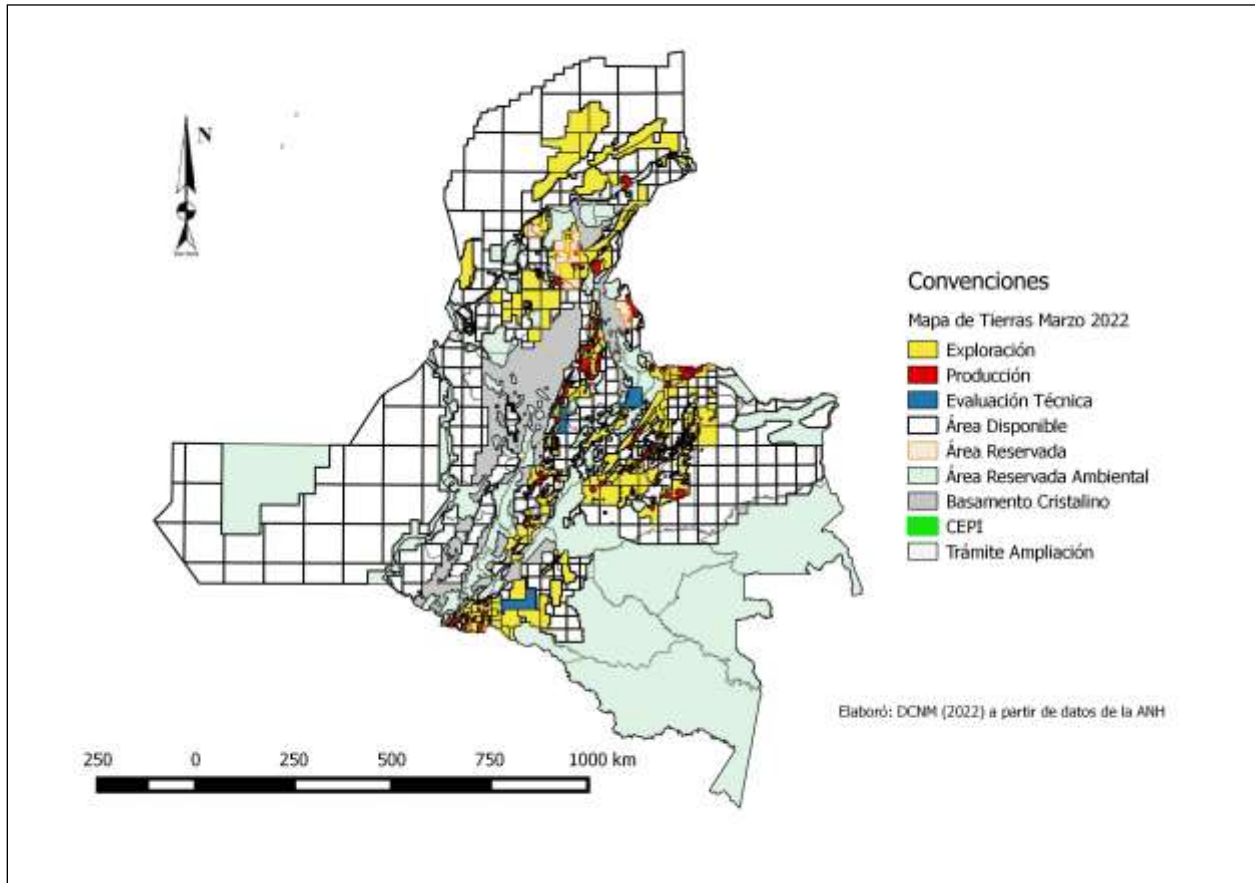 N
Convenciones
Mapa de Tierras Marzo 2022
Exploración
Producción
Evaluación Técnica
Área Disponible
Área Reservada
Área Reservada Ambiental
Basamento Cristalino
CEPI
Trámite Ampliación
Elaboró: DCNM (2022) a partir de datos de la ANH
250 0 250 500 750 1000 km